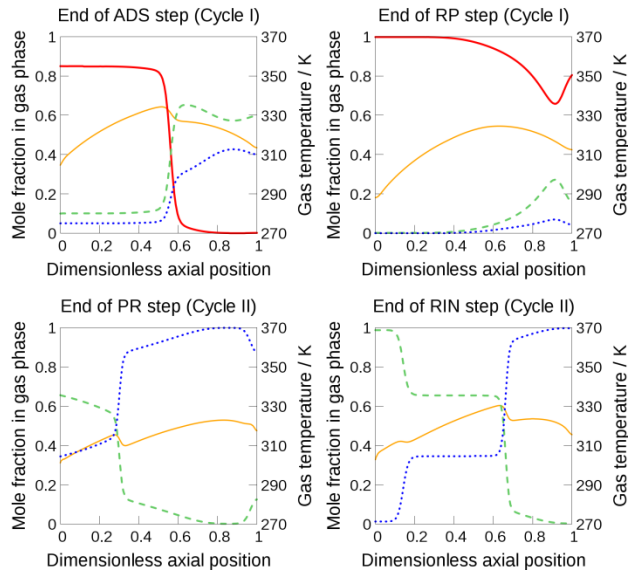 End of ADS step (Cycle I)
Mole fraction in gas phase
1
0.8
0.6
0.4
0.2
0
370
350
330
310
290
270
Gas temperature / K
0 0.2 0.4 0.6 0.8 1
Dimensionless axial position
End of RP step (Cycle I)
Mole fraction in gas phase
1
0.8
0.6
0.4
0.2
0
370
350
330
310
290
270
Gas temperature / K
0 0.2 0.4 0.6 0.8 1
Dimensionless axial position
End of PR step (Cycle II)
Mole fraction in gas phase
1
0.8
0.6
0.4
0.2
0
370
350
330
310
290
270
Gas temperature / K
0 0.2 0.4 0.6 0.8 1
Dimensionless axial position
End of RIN step (Cycle II)
Mole fraction in gas phase
1
0.8
0.6
0.4
0.2
0
370
350
330
310
290
270
Gas temperature / K
0 0.2 0.4 0.6 0.8 1
Dimensionless axial position